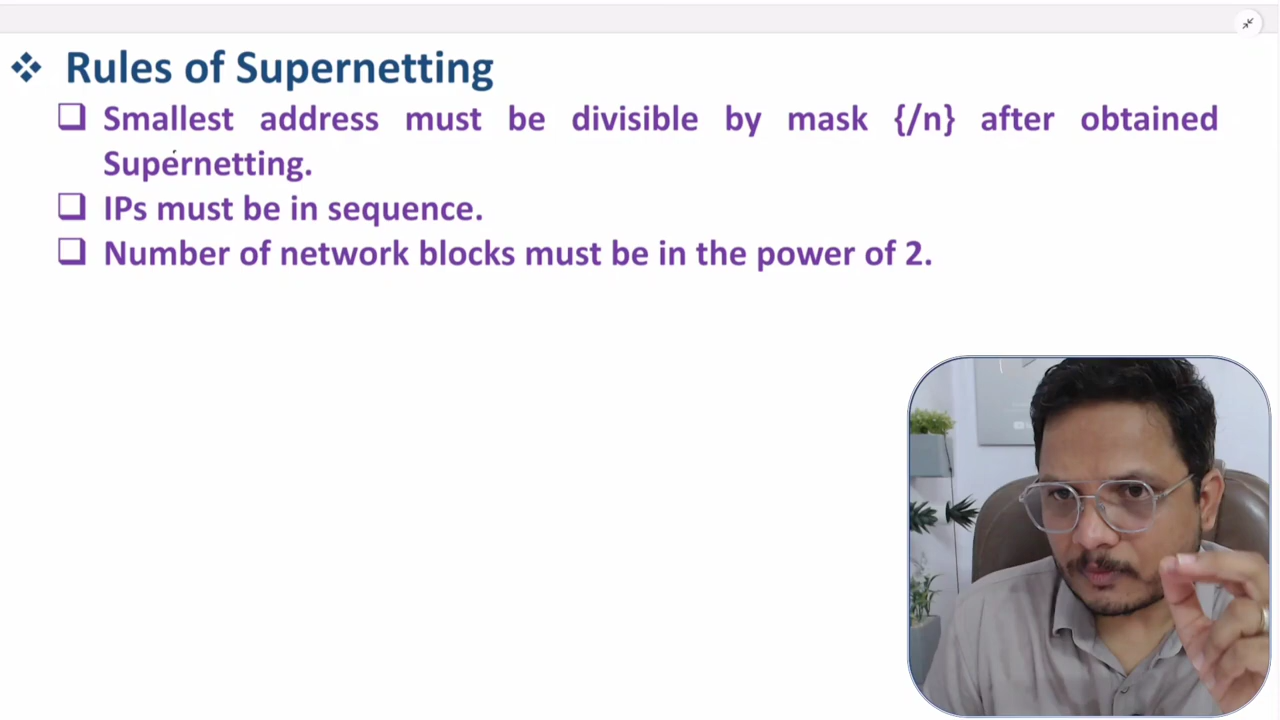 Rules of Supernetting
Smallest address must be divisible by mask {/n} after obtained
Supernetting.
IPs must be in sequence.
Number of network blocks must be in the power of 2.